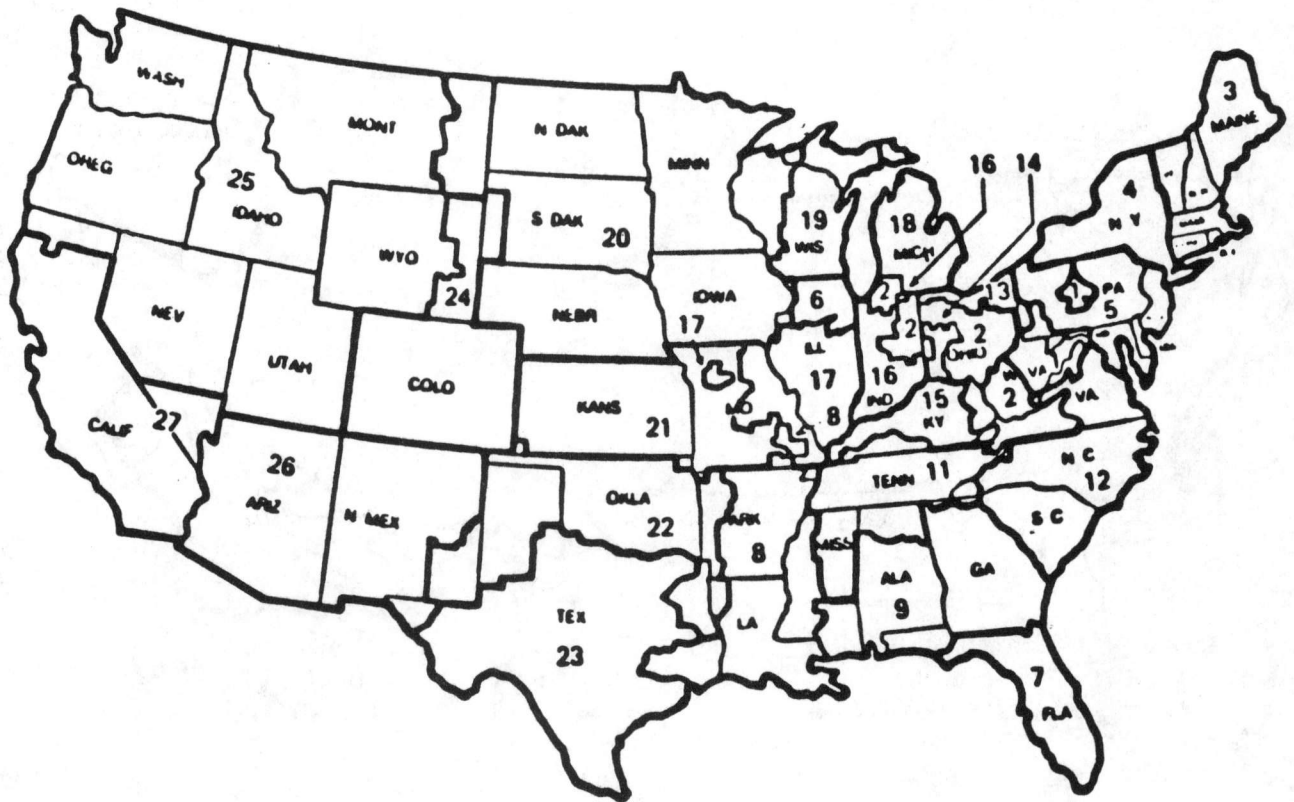 WASH
MONT
N DAK
MINN
3
MAINE
OREG
25
IDAHO
16
14
4
N Y
WYO
S DAK
20
19
WIS
18
MICH
24
NEBR
IOWA
17
6
2
13
1
PA
5
NEV
UTAH
COLO
ILL
17
8
16
IND
2
2
OHIO
W
VA
2
VA
CALIF
27
KANS
21
MO
15
KY
26
ARIZ
N MEX
OKLA
22
ARK
8
TENN
11
N C
12
S C
MISS
ALA
9
GA
TEX
23
LA
7
FLA